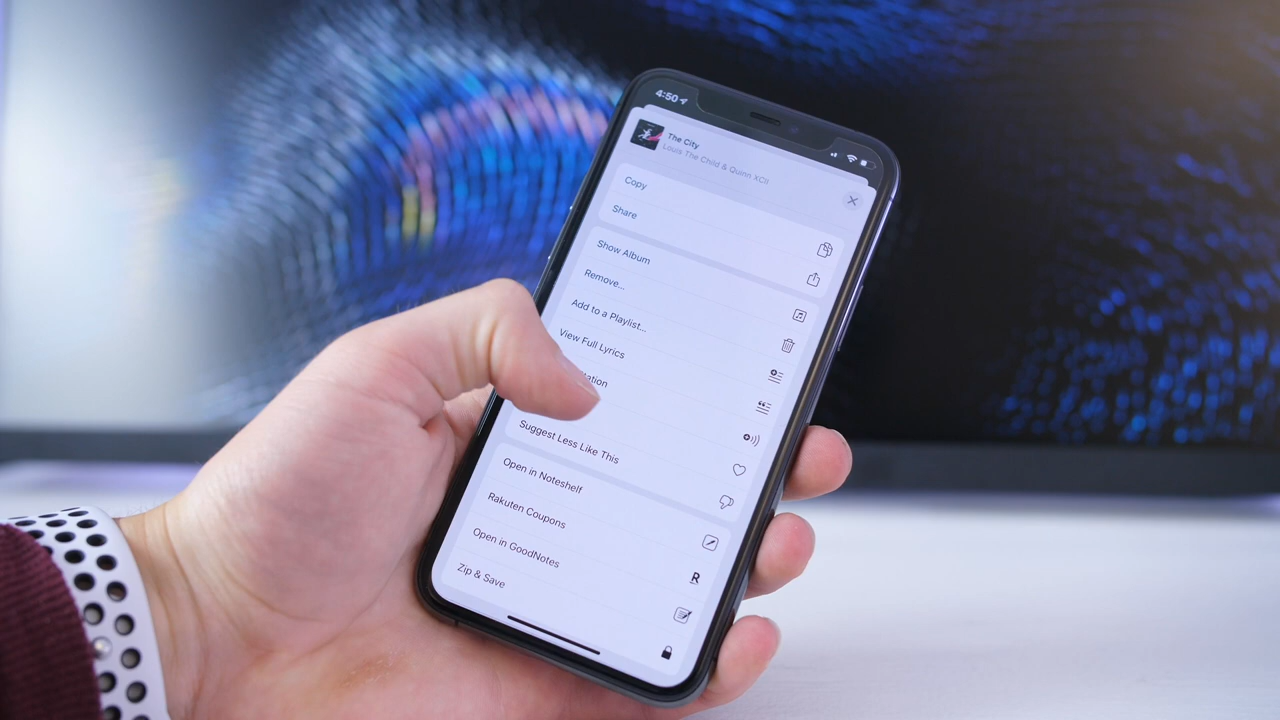 4:50
The City
Louis The Child & Quinn XCII
Copy
Share
Show Album
Remove...
Add to a Playlist...
View Full Lyrics
Suggest Less Like This
Open in Noteshelf
Rakuten Coupons
R
Open in GoodNotes
Zip & Save